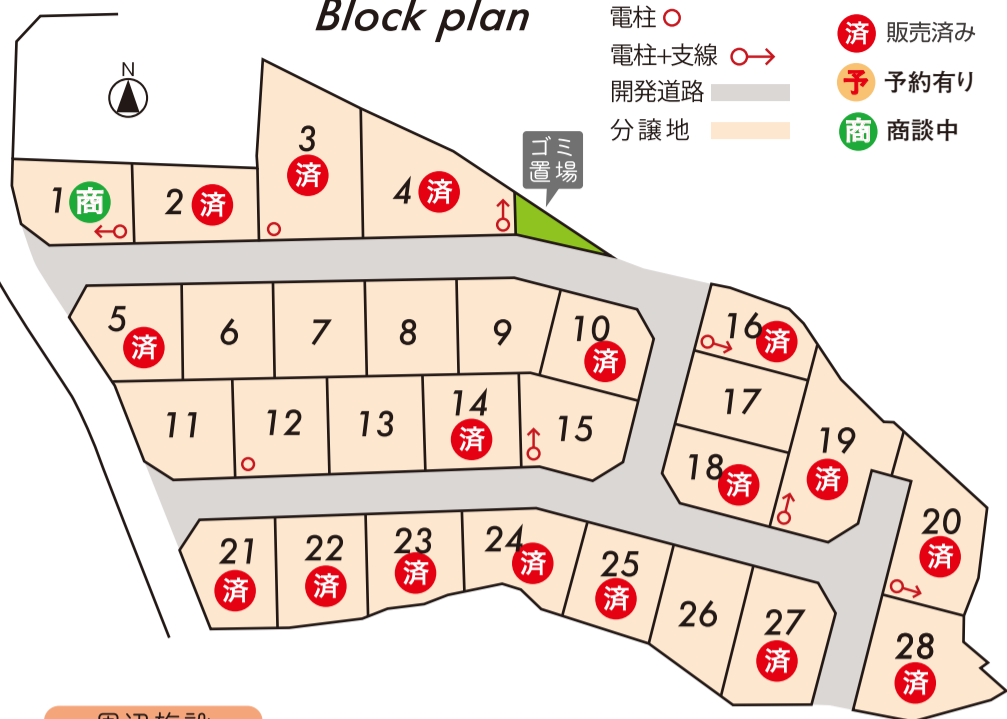 Block plan
電柱
電柱+支線
開発道路
分譲地
済 販売済み
予 予約有り
商 商談中
N
ゴミ
置場
1 商
2 済
3 済
4 済
5 済
6
7
8
9
10 済
11
12
13
14 済
15
16 済
17
18 済
19 済
20 済
21 済
22 済
23 済
24 済
25 済
26
27 済
28 済
周辺施設